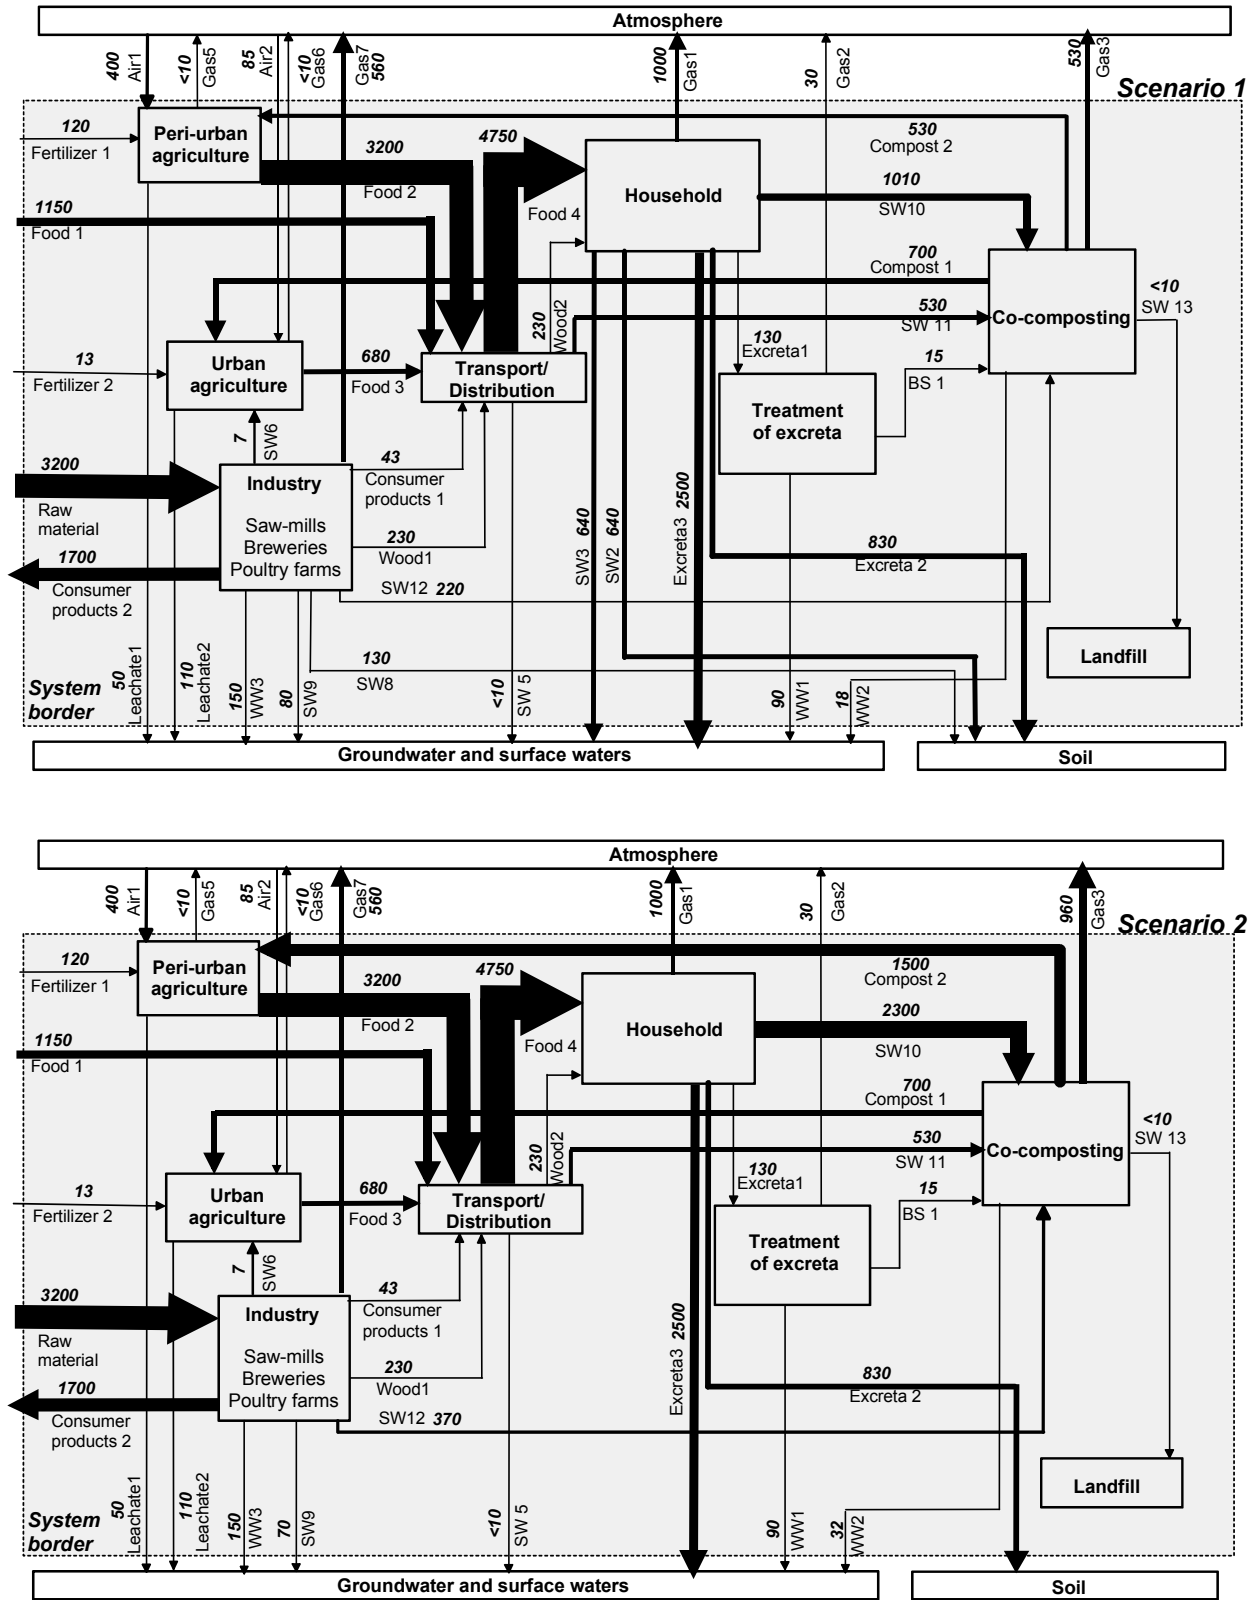 Atmosphere
400
Air1
<10
Gas5
85
Air2
<10
Gas6
Gas7
560
1000
Gas1
30
Gas2
530
Gas3
Scenario 1
120
Fertilizer 1
Peri-urban
agriculture
3200
Food 2
4750
Food 4
Household
530
Compost 2
1010
SW10
1150
Food 1
700
Compost 1
<10
SW 13
Co-composting
530
SW 11
230
Wood2
13
Fertilizer 2
Urban
agriculture
680
Food 3
Transport/
Distribution
130
Excreta1
15
BS 1
Treatment
of excreta
7
SW6
3200
Raw
material
Industry
Saw-mills
Breweries
Poultry farms
43
Consumer
products 1
230
Wood1
SW12 220
1700
Consumer
products 2
SW3 640
SW2 640
Excreta3 2500
830
Excreta 2
Landfill
130
SW8
System
border
50
Leachate1
110
Leachate2
150
WW3
80
SW9
<10
SW 5
90
WW1
18
WW2
Groundwater and surface waters
Soil
Atmosphere
400
Air1
<10
Gas5
85
Air2
<10
Gas6
Gas7
560
1000
Gas1
30
Gas2
960
Gas3
Scenario 2
120
Fertilizer 1
Peri-urban
agriculture
3200
Food 2
4750
Food 4
Household
1500
Compost 2
2300
SW10
1150
Food 1
700
Compost 1
<10
SW 13
Co-composting
530
SW 11
230
Wood2
13
Fertilizer 2
Urban
agriculture
680
Food 3
Transport/
Distribution
130
Excreta1
15
BS 1
Treatment
of excreta
7
SW6
3200
Raw
material
Industry
Saw-mills
Breweries
Poultry farms
43
Consumer
products 1
230
Wood1
SW12 370
1700
Consumer
products 2
Excreta3 2500
830
Excreta 2
Landfill
System
border
50
Leachate1
110
Leachate2
150
WW3
70
SW9
<10
SW 5
90
WW1
32
WW2
Groundwater and surface waters
Soil